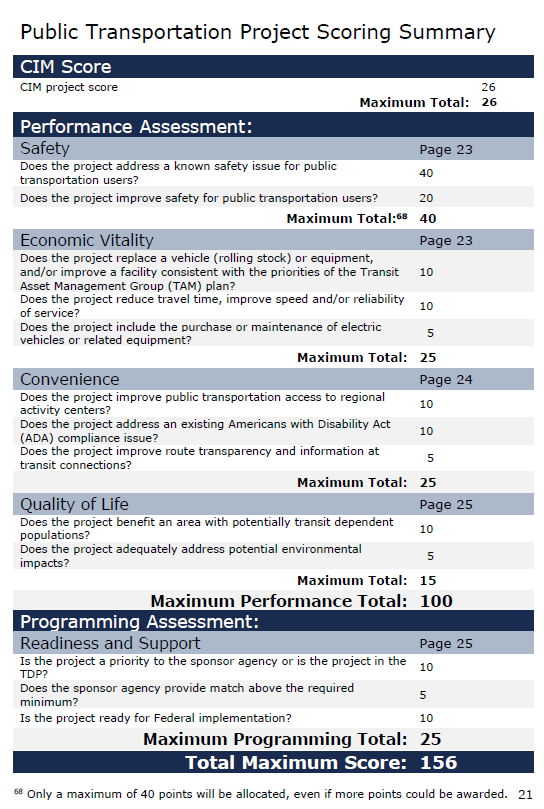 Public Transportation Project Scoring Summary
CIM Score
CIM project score 26
Maximum Total: 26
Performance Assessment:
Safety Page 23
Does the project address a known safety issue for public
transportation users? 40
Does the project improve safety for public transportation users? 20
Maximum Total:⁶⁸ 40
Economic Vitality Page 23
Does the project replace a vehicle (rolling stock) or equipment,
and/or improve a facility consistent with the priorities of the Transit 10
Asset Management Group (TAM) plan?
Does the project reduce travel time, improve speed and/or reliability
of service? 10
Does the project include the purchase or maintenance of electric
vehicles or related equipment? 5
Maximum Total: 25
Convenience Page 24
Does the project improve public transportation access to regional
activity centers? 10
Does the project address an existing Americans with Disability Act
(ADA) compliance issue? 10
Does the project improve route transparency and information at
transit connections? 5
Maximum Total: 25
Quality of Life Page 25
Does the project benefit an area with potentially transit dependent
populations? 10
Does the project adequately address potential environmental
impacts? 5
Maximum Total: 15
Maximum Performance Total: 100
Programming Assessment:
Readiness and Support Page 25
Is the project a priority to the sponsor agency or is the project in the
TDP? 10
Does the sponsor agency provide match above the required
minimum? 5
Is the project ready for Federal implementation? 10
Maximum Programming Total: 25
Total Maximum Score: 156
⁶⁸ Only a maximum of 40 points will be allocated, even if more points could be awarded. 21